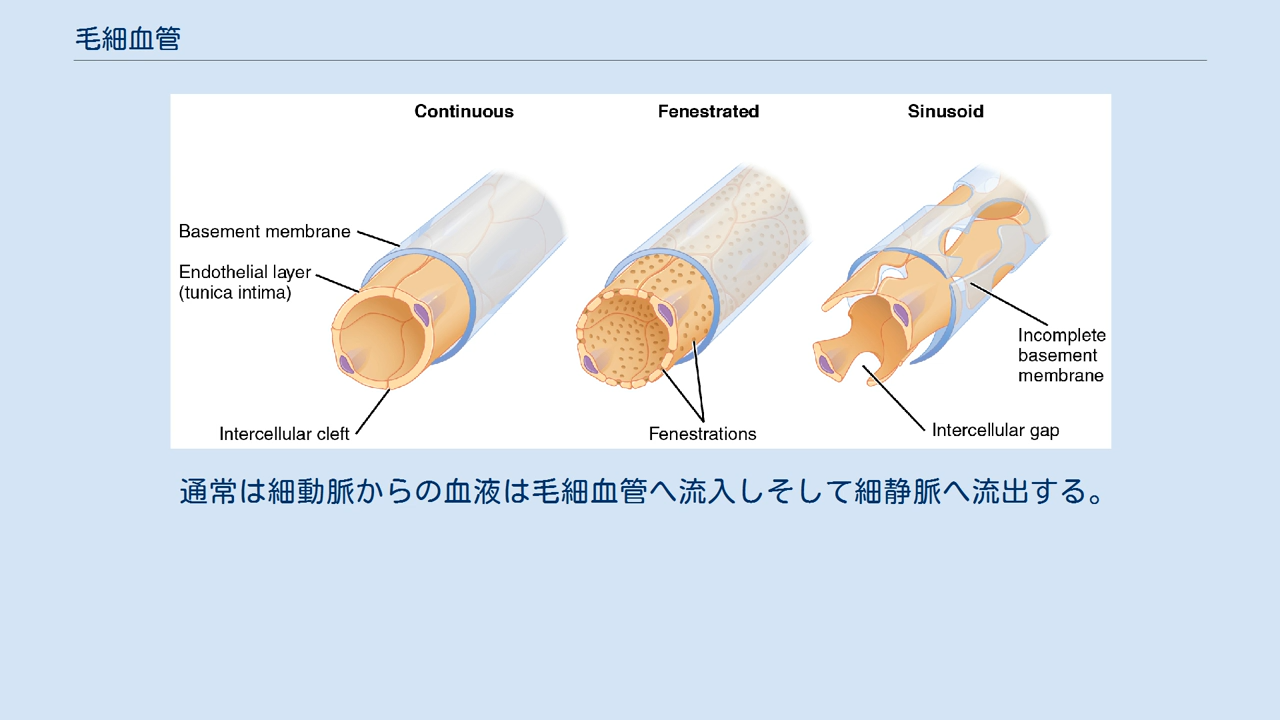 毛細血管
Continuous
Fenestrated
Sinusoid
Basement membrane
Endothelial layer
(tunica intima)
Intercellular cleft
Fenestrations
Incomplete
basement
membrane
Intercellular gap
通常は細動脈からの血液は毛細血管へ流入しそして細静脈へ流出する。